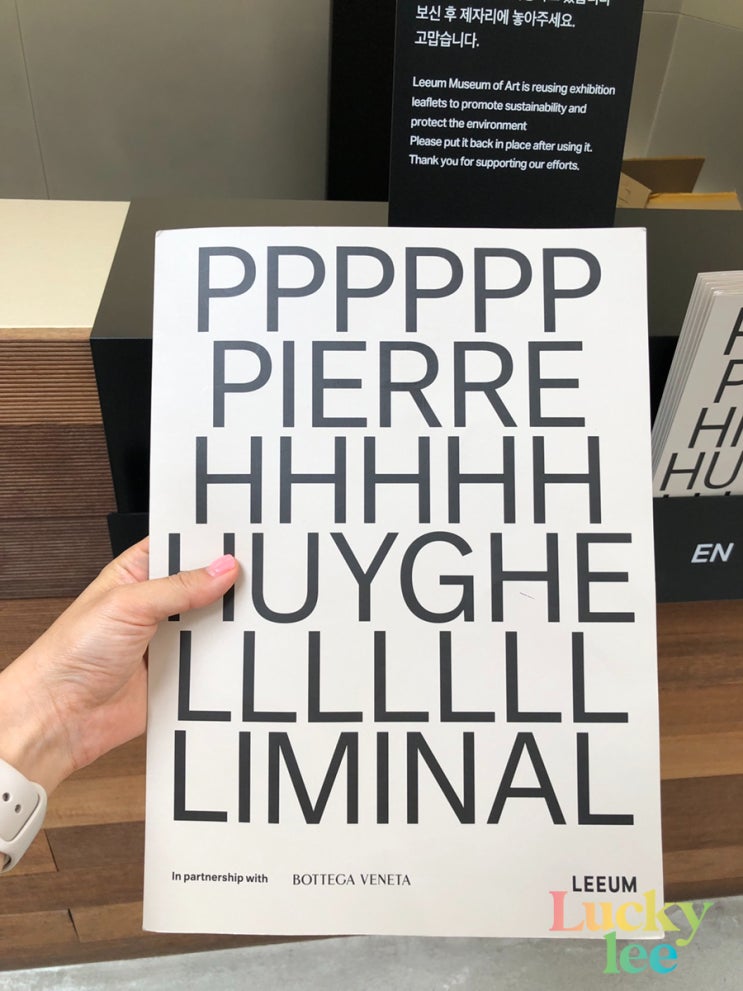 보신 후 제자리에 놓아주세요.
고맙습니다.
Leeum Museum of Art is reusing exhibition
leaflets to promote sustainability and
protect the environment
Please put it back in place after using it.
Thank you for supporting our efforts.
PPPPPP
PIERRE
HHHHH
HUYGHE
LLLLLLL
LIMINAL
In partnership with BOTTEGA VENETA
LEEUM
EN
P
HI
HU
Lucky
lee